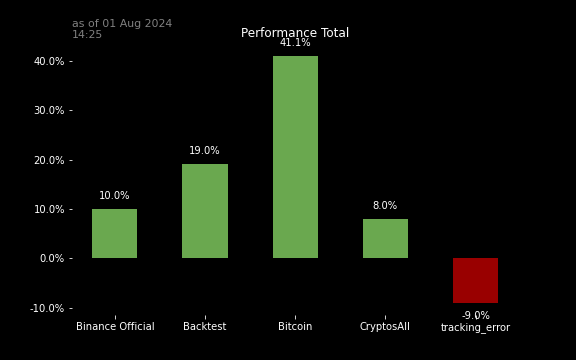 as of 01 Aug 2024
14:25
Performance Total
41.1%
40.0%
30.0%
20.0%
10.0%
0.0%
-10.0%
10.0%
19.0%
8.0%
-9.0%
Binance Official
Backtest
Bitcoin
CryptosAll
tracking_error